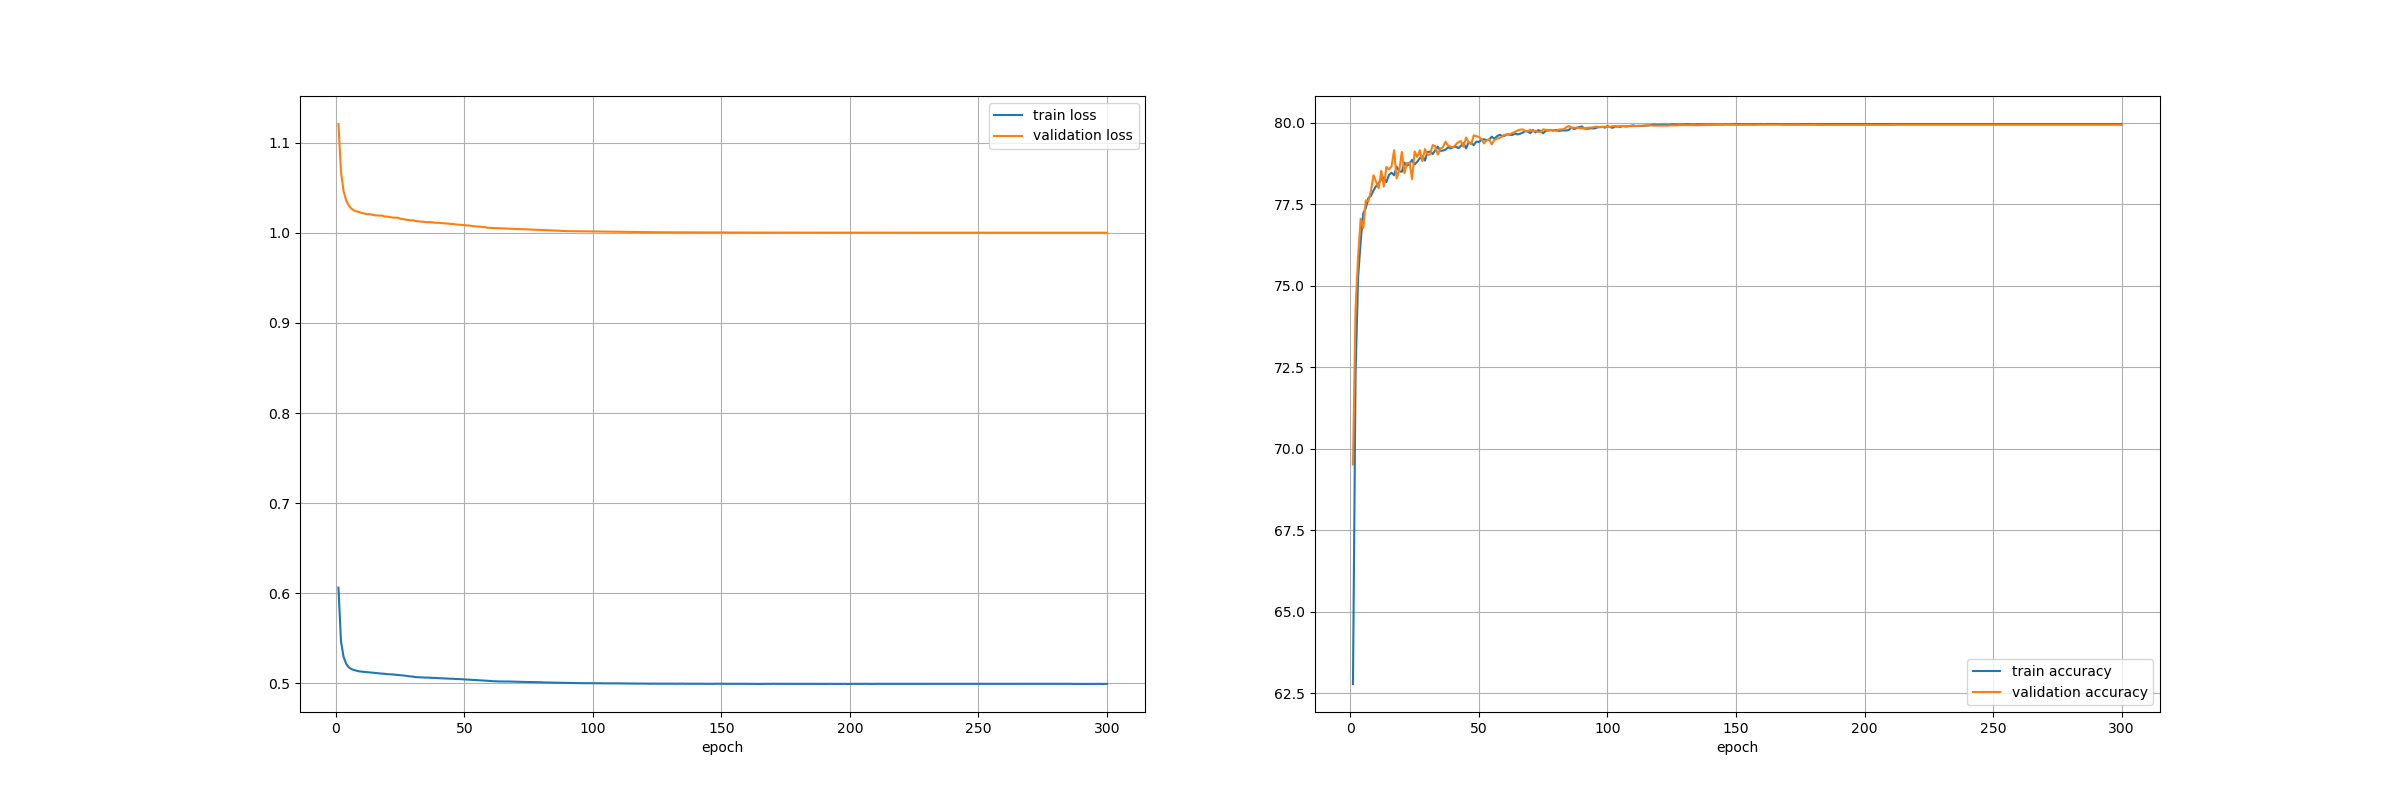 train loss
validation loss
1.1
1.0
0.9
0.8
0.7
0.6
0.5
0 50 100 150 200 250 300
epoch
80.0
77.5
75.0
72.5
70.0
67.5
65.0
62.5
train accuracy
validation accuracy
0 50 100 150 200 250 300
epoch